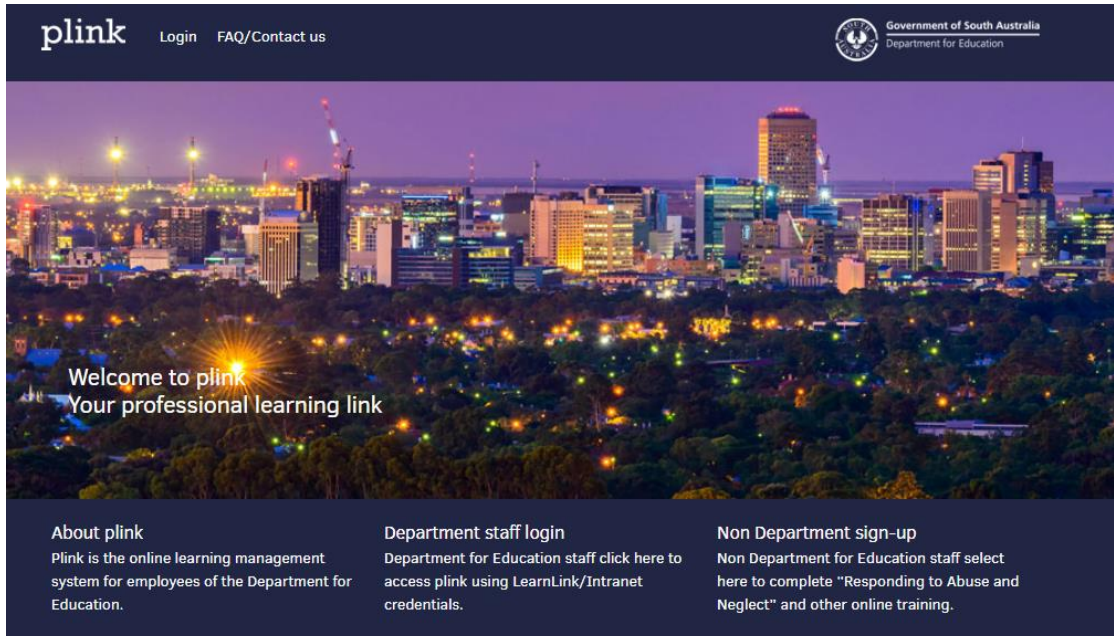 plink
Login
FAQ/Contact us
Government of South Australia
Department for Education
Welcome to plink
Your professional learning link
About plink
Plink is the online learning management
system for employees of the Department for
Education.
Department staff login
Department for Education staff click here to
access plink using LearnLink/Intranet
credentials.
Non Department sign-up
Non Department for Education staff select
here to complete "Responding to Abuse and
Neglect" and other online training.